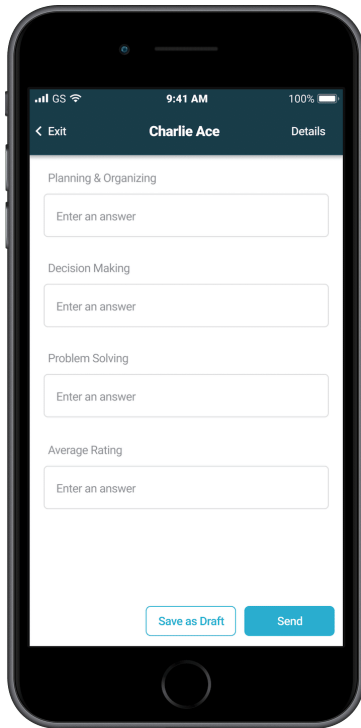 GS 9:41 AM 100%
Exit Charlie Ace Details
Planning & Organizing
Enter an answer
Decision Making
Enter an answer
Problem Solving
Enter an answer
Average Rating
Enter an answer
Save as Draft Send